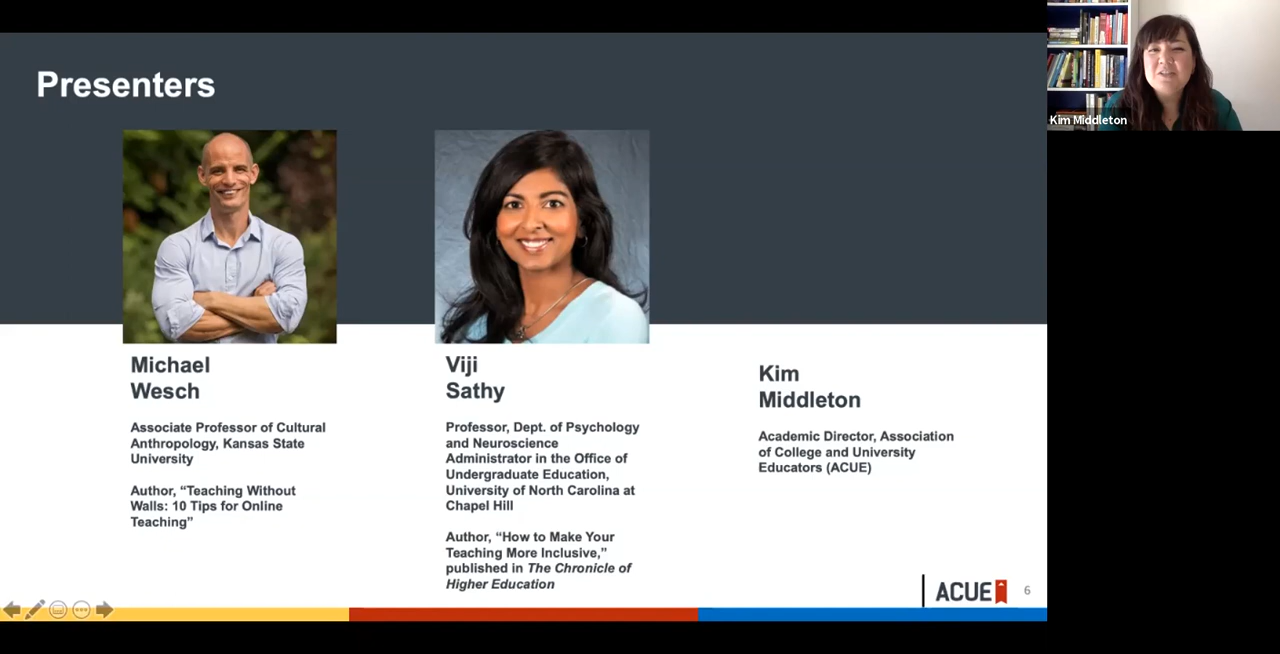 Presenters
Kim Middleton
Michael
Wesch
Associate Professor of Cultural
Anthropology, Kansas State
University
Author, “Teaching Without
Walls: 10 Tips for Online
Teaching”
Viji
Sathy
Professor, Dept. of Psychology
and Neuroscience
Administrator in the Office of
Undergraduate Education,
University of North Carolina at
Chapel Hill
Author, “How to Make Your
Teaching More Inclusive,”
published in The Chronicle of
Higher Education
Kim
Middleton
Academic Director, Association
of College and University
Educators (ACUE)
ACUE
6